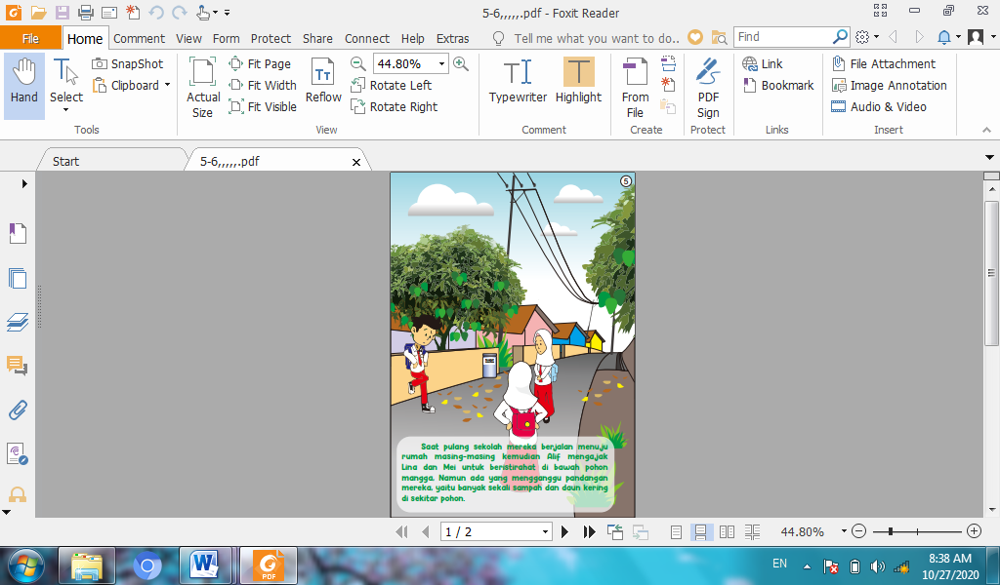 5-6,,,,,,.pdf - Foxit Reader
File Home Comment View Form Protect Share Connect Help Extras Tell me what you want to do.. Find
Hand
Select
SnapShot
Clipboard
Tools
Actual Size
Fit Page
Fit Width
Fit Visible
Reflow
44.80%
Rotate Left
Rotate Right
View
Typewriter
Highlight
Comment
From File
Create
PDF Sign
Protect
Link
Bookmark
Links
File Attachment
Image Annotation
Audio & Video
Insert
Start 5-6,,,,,,.pdf
5
Saat pulang sekolah mereka berjalan menuju
rumah masing-masing kemudian Alif mengajak
Lina dan Mei untuk beristirahat di bawah pohon
mangga. Namun ada yang mengganggu pandangan
mereka, yaitu banyak sekali sampah dan daun kering
di sekitar pohon.
1 / 2 44.80%
EN 8:38 AM
10/27/2020